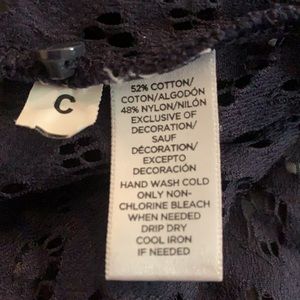 C
52% COTTON/
COTON/ALGODÓN
48% NYLON/NILÓN
EXCLUSIVE OF
DECORATION/
SAUF
DÉCORATION/
EXCEPTO
DECORACIÓN
HAND WASH COLD
ONLY NON-
CHLORINE BLEACH
WHEN NEEDED
DRIP DRY
COOL IRON
IF NEEDED